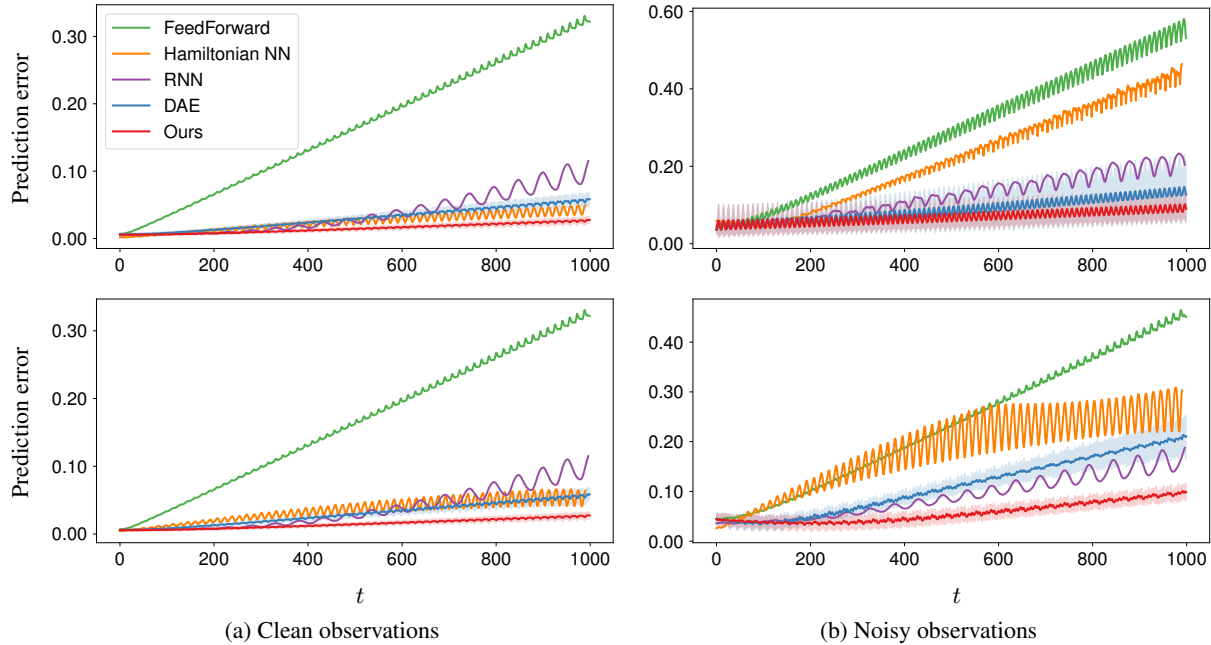 FeedForward
Hamiltonian NN
RNN
DAE
Ours
Prediction error
0.30
0.20
0.10
0.00
0 200 400 600 800 1000
0.60
0.40
0.20
0.00
0 200 400 600 800 1000
Prediction error
0.30
0.20
0.10
0.00
0 200 400 600 800 1000
t
(a) Clean observations
0.40
0.30
0.20
0.10
0.00
0 200 400 600 800 1000
t
(b) Noisy observations